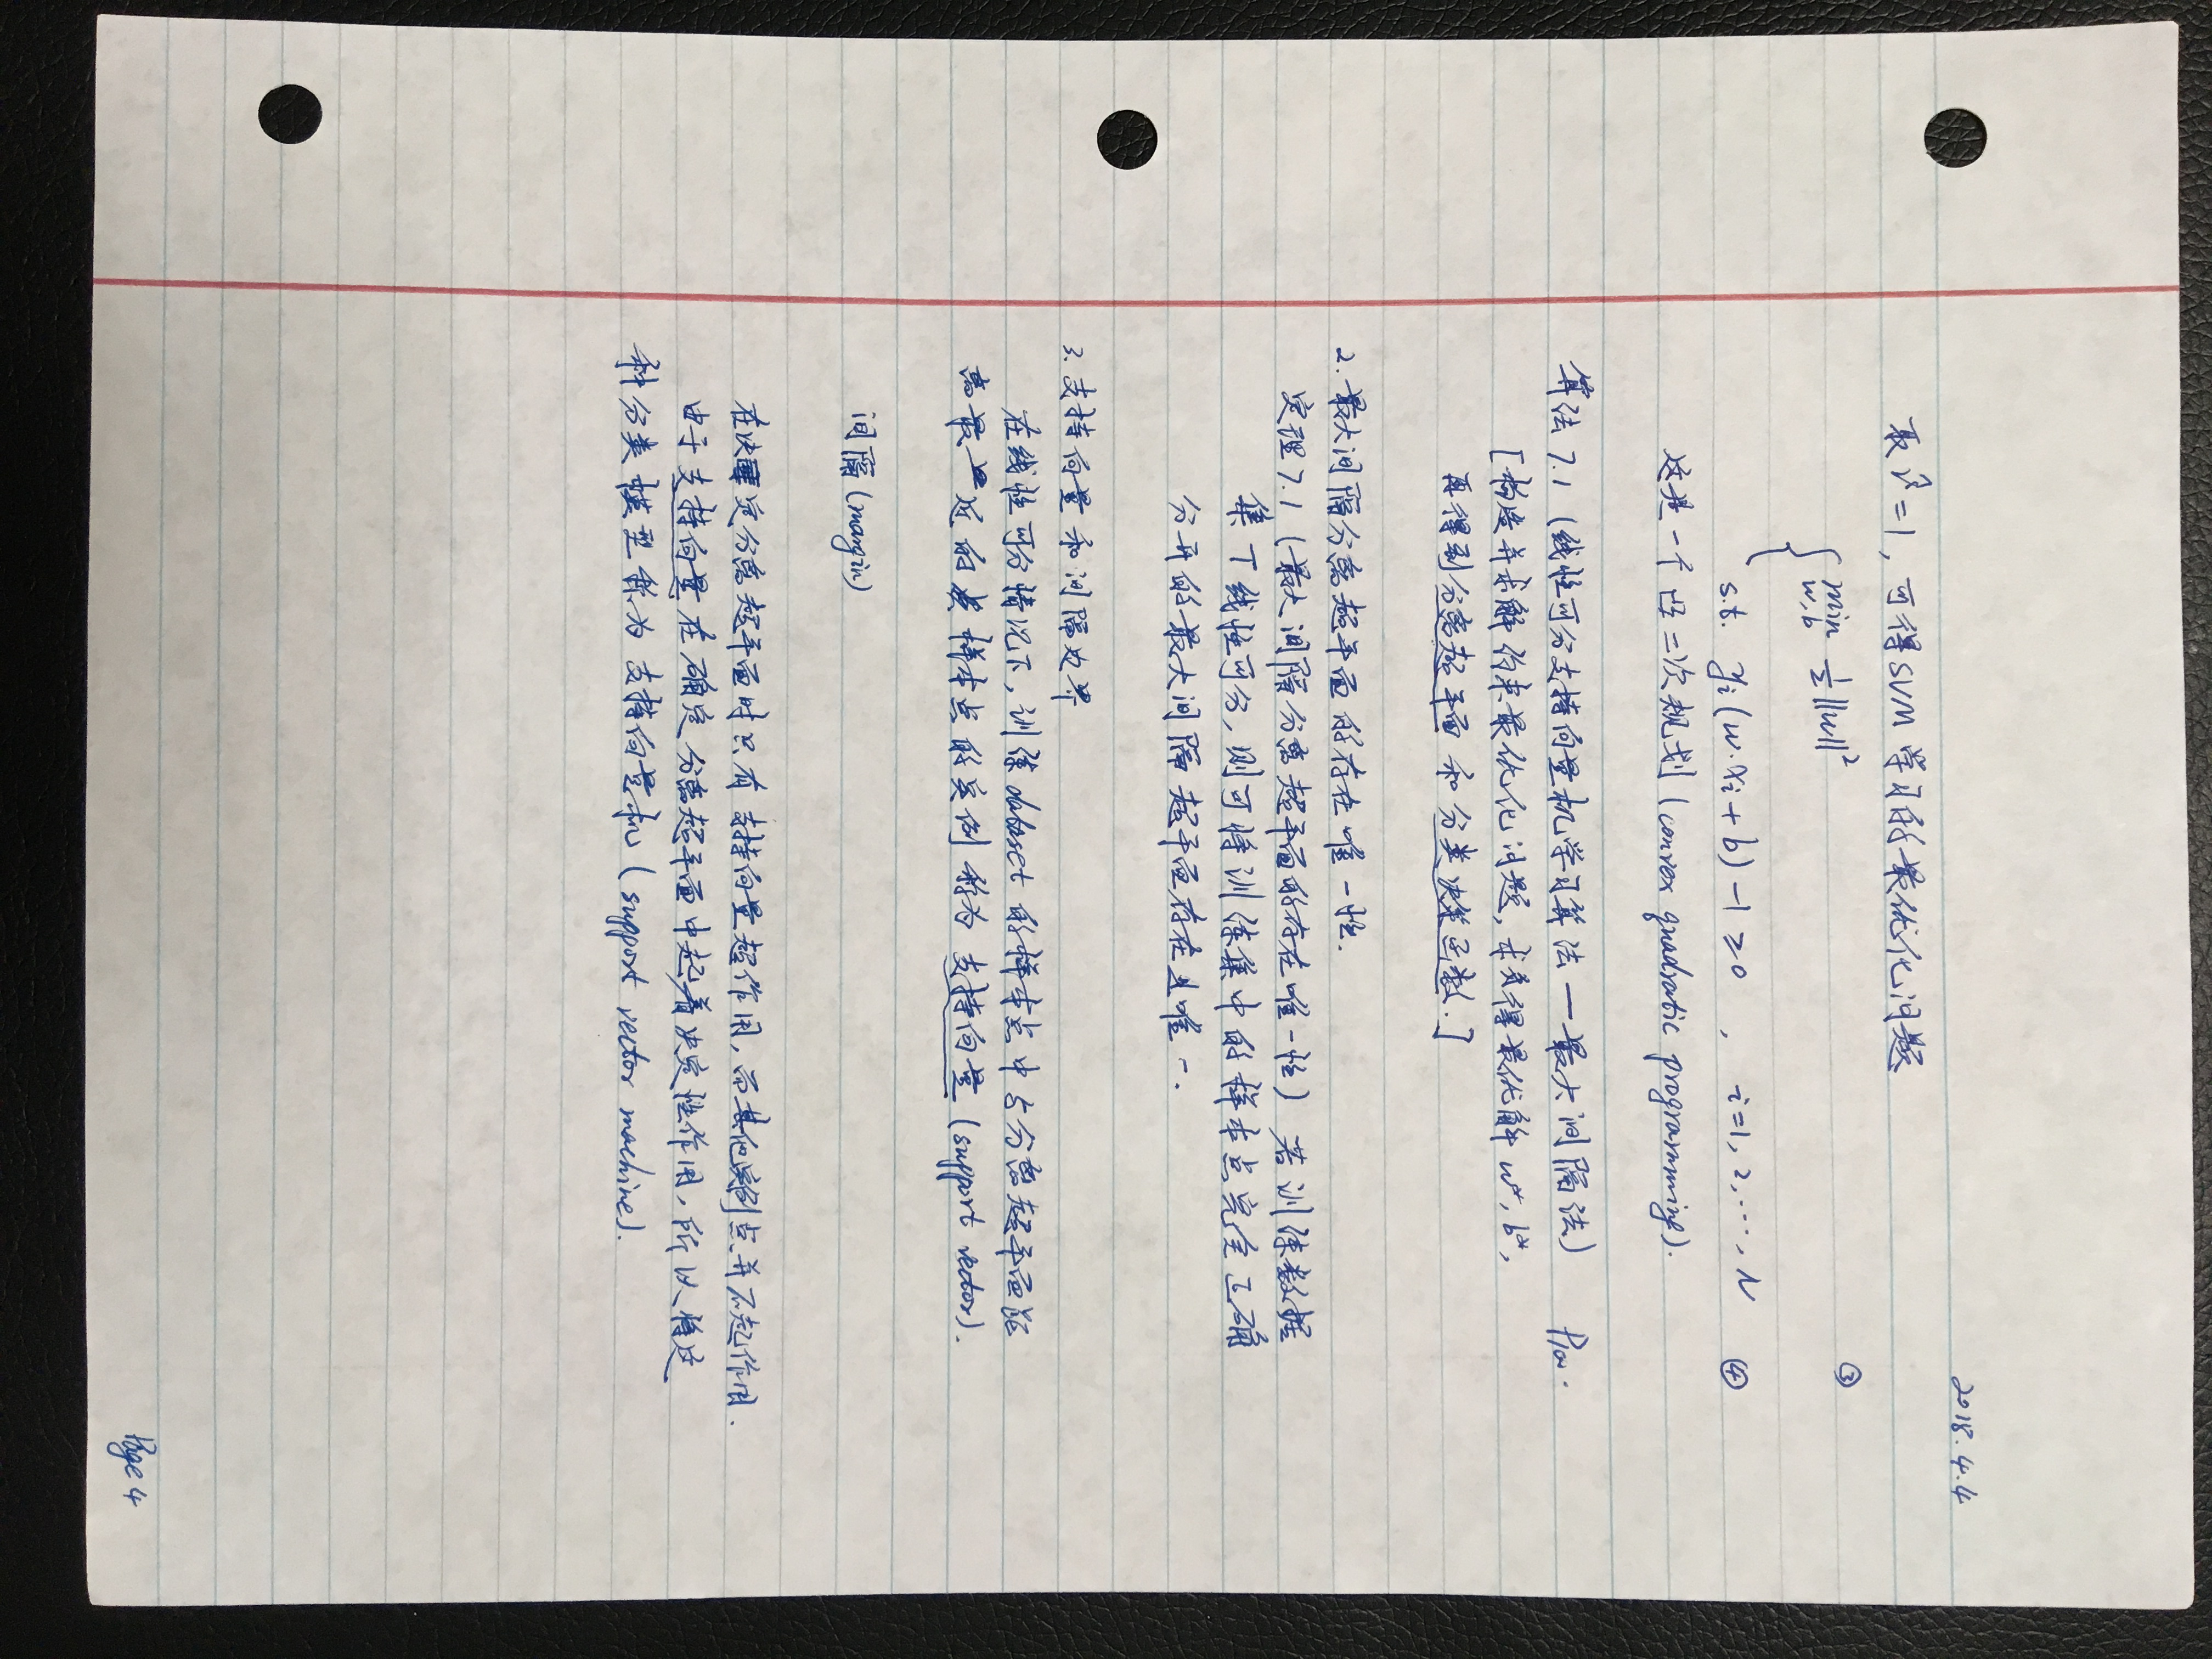 2018.4.4
取 γ̂=1, 可得SVM 学习的最优化问题
min 1/2 ||w||² ③
w,b
s.t. yi(w·xi+b)-1≥0 , i=1,2,…,N ④
这是一个凸二次规划 (convex quadratic programming).
算法 7.1 (线性可分支持向量机学习算法 — 最大间隔法)
[构造并求解约束最优化问题, 求得最优解 w*, b*,
再得到分离超平面 和 分类决策函数.]
2. 最大间隔分离超平面的存在唯一性.
定理7.1 (最大间隔分离超平面的存在唯一性) 若训练数据
集 T 线性可分, 则可将训练集中的样本点完全正确
分开的最大间隔超平面存在且唯一.
3. 支持向量和间隔边界
在线性可分情况下, 训练dataset 的样本点中与分离超平面距
离最近的样本点的实例称为 支持向量 (support vector).
间隔 (margin)
在决定分离超平面时只有支持向量起作用, 而其他实例点并不起作用.
由于支持向量在确定分离超平面中起着决定性作用, 所以将这
种分类模型称为 支持向量机 (support vector machine).
Page 4